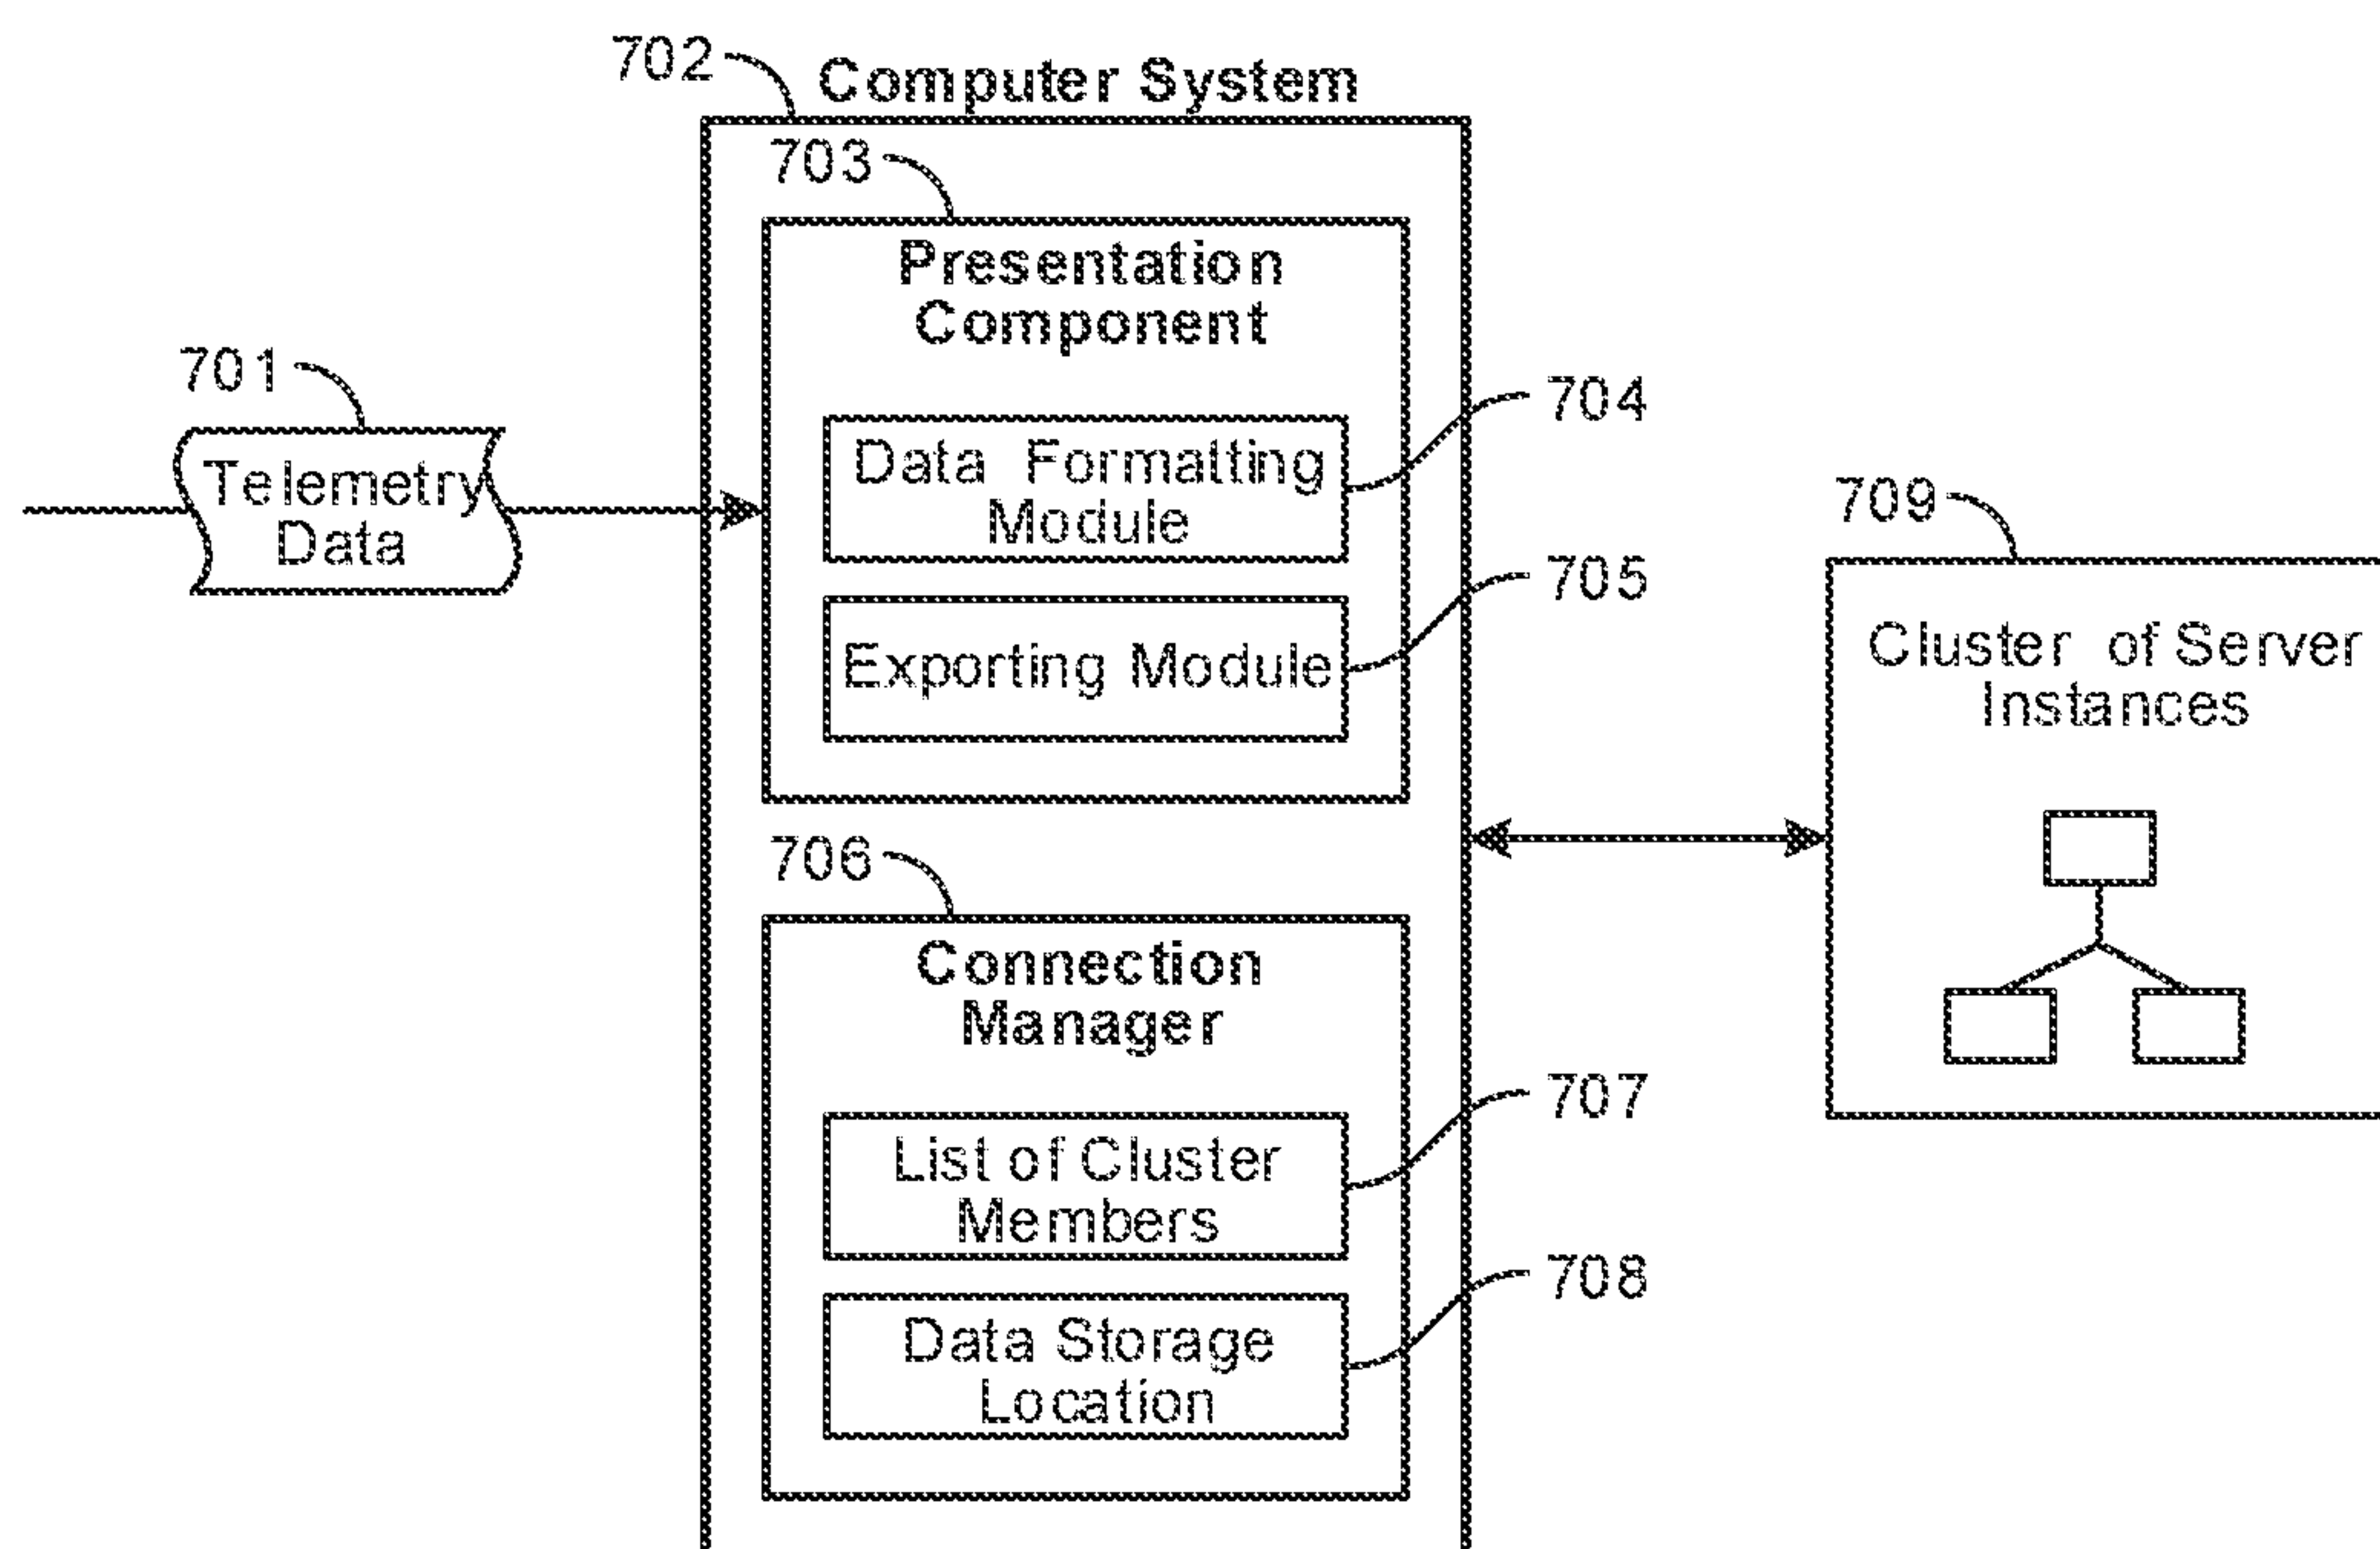 702
Computer System
703
Presentation
Component
701
Telemetry
Data
704
Data Formatting
Module
705
Exporting Module
709
Cluster of Server
Instances
706
Connection
Manager
707
List of Cluster
Members
708
Data Storage
Location